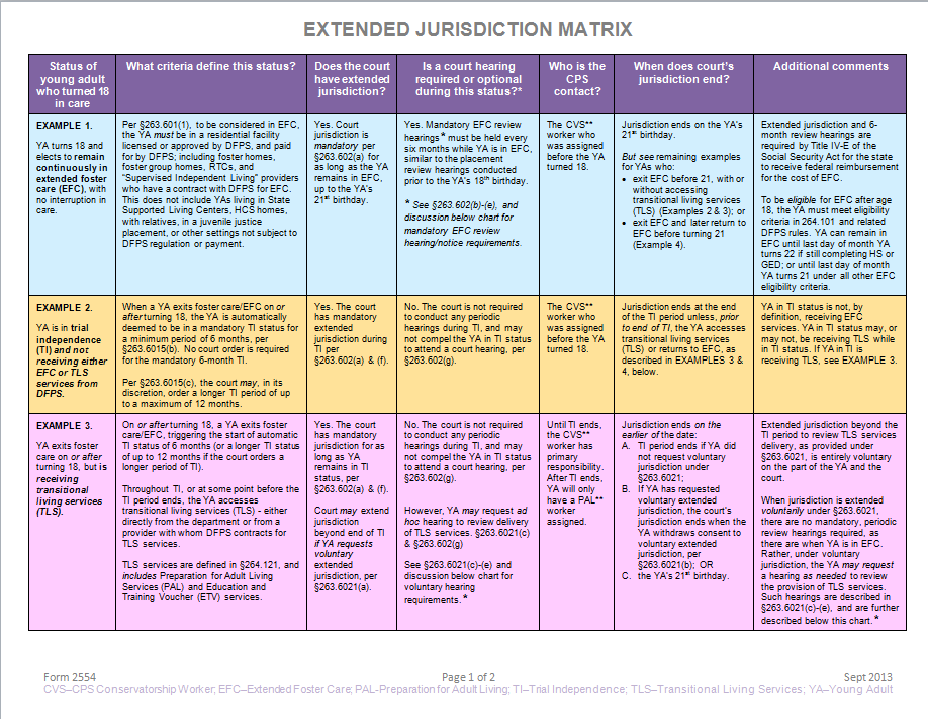 EXTENDED JURISDICTION MATRIX
Status of
young adult
who turned 18
in care
What criteria define this status?
Does the court
have extended
jurisdiction?
Is a court hearing
required or optional
during this status?*
Who is the
CPS
contact?
When does court's
jurisdiction end?
Additional comments
EXAMPLE 1.
YA turns 18 and
elects to remain
continuously in
extended foster
care (EFC), with
no interruption in
care.
Per §263.601(1), to be considered in EFC,
the YA must be in a residential facility
licensed or approved by DFPS, and paid
for by DFPS; including foster homes,
foster group homes, RTCs, and
"Supervised Independent Living" providers
who have a contract with DFPS for EFC.
This does not include YAs living in State
Supported Living Centers, HCS homes,
with relatives, in a juvenile justice
placement, or other settings not subject to
DFPS regulation or payment.
Yes. Court
jurisdiction is
mandatory per
§263.602(a) for
as long as the YA
remains in EFC,
up to the YA's
21st birthday.
Yes. Mandatory EFC review
hearings* must be held every
six months while YA is in EFC,
similar to the placement
review hearings conducted
prior to the YA's 18th birthday.
* See §263.602(b)-(e), and
discussion below chart for
mandatory EFC review
hearing/notice requirements.
The CVS**
worker who
was assigned
before the YA
turned 18.
Jurisdiction ends on the YA's
21st birthday.
But see remaining examples
for YAs who:
• exit EFC before 21, with or
without accessing
transitional living services
(TLS) (Examples 2 & 3); or
• exit EFC and later return to
EFC before turning 21
(Example 4).
Extended jurisdiction and 6-
month review hearings are
required by Title IV-E of the
Social Security Act for the state
to receive federal reimbursement
for the cost of EFC.
To be eligible for EFC after age
18, the YA must meet eligibility
criteria in 264.101 and related
DFPS rules. YA can remain in
EFC until last day of month YA
turns 22 if still completing HS or
GED; or until last day of month
YA turns 21 under all other EFC
eligibility criteria.
EXAMPLE 2.
YA is in trial
independence
(TI) and not
receiving either
EFC or TLS
services from
DFPS.
When a YA exits foster care/EFC on or
after turning 18, the YA is automatically
deemed to be in a mandatory TI status for
a minimum period of 6 months, per
§263.6015(b). No court order is required
for the mandatory 6-month TI.
Per §263.6015(c), the court may, in its
discretion, order a longer TI period of up
to a maximum of 12 months.
Yes. The court
has mandatory
extended
jurisdiction during
TI per
§263.602(a) & (f).
No. The court is not required
to conduct any periodic
hearings during TI, and may
not compel the YA in TI status
to attend a court hearing, per
§263.602(g).
The CVS**
worker who
was assigned
before the YA
turned 18.
Jurisdiction ends at the end
of the TI period unless, prior
to end of TI, the YA accesses
transitional living services
(TLS) or returns to EFC, as
described in EXAMPLES 3 &
4, below.
YA in TI status is not, by
definition, receiving EFC
services. YA in TI status may, or
may not, be receiving TLS while
in TI status. If YA in TI is
receiving TLS, see EXAMPLE 3.
EXAMPLE 3.
YA exits foster
care on or after
turning 18, but is
receiving
transitional
living services
(TLS).
On or after turning 18, a YA exits foster
care/EFC, triggering the start of automatic
TI status of 6 months (or a longer TI status
of up to 12 months if the court orders a
longer period of TI).
Throughout TI, or at some point before the
TI period ends, the YA accesses
transitional living services (TLS) - either
directly from the department or from a
provider with whom DFPS contracts for
TLS services.
TLS services are defined in §264.121, and
includes Preparation for Adult Living
Services (PAL) and Education and
Training Voucher (ETV) services.
Yes. The court
has mandatory
jurisdiction for as
long as YA
remains in TI
status, per
§263.602(a) & (f).
Court may extend
jurisdiction
beyond end of TI
if YA requests
voluntary
extended
jurisdiction, per
§263.6021(a).
No. The court is not required
to conduct any periodic
hearings during TI, and may
not compel the YA in TI status
to attend a court hearing, per
§263.602(g).
However, YA may request ad
hoc hearing to review delivery
of TLS services. §263.6021(c)
& §263.602(g)
See §263.6021(c)-(e) and
discussion below chart for
voluntary hearing
requirements.*
Until TI ends,
the CVS**
worker has
primary
responsibility.
After TI ends,
YA will only
have a PAL**
worker
assigned.
Jurisdiction ends on the
earlier of the date:
A. TI period ends if YA did
not request voluntary
jurisdiction under
§263.6021;
B. If YA has requested
voluntary extended
jurisdiction, the court's
jurisdiction ends when the
YA withdraws consent to
voluntary extended
jurisdiction, per
§263.6021(b); OR
C. the YA's 21st birthday.
Extended jurisdiction beyond the
TI period to review TLS services
delivery, as provided under
§263.6021, is entirely voluntary
on the part of the YA and the
court.
When jurisdiction is extended
voluntarily under §263.6021,
there are no mandatory, periodic
review hearings required, as
there are when YA is in EFC.
Rather, under voluntary
jurisdiction, the YA may request
a hearing as needed to review
the provision of TLS services.
Such hearings are described in
§263.6021(c)-(e), and are further
described below this chart.*
Form 2554
Page 1 of 2
Sept 2013
CVS–CPS Conservatorship Worker; EFC–Extended Foster Care; PAL-Preparation for Adult Living; TI–Trial Independence; TLS–Transitional Living Services; YA–Young Adult